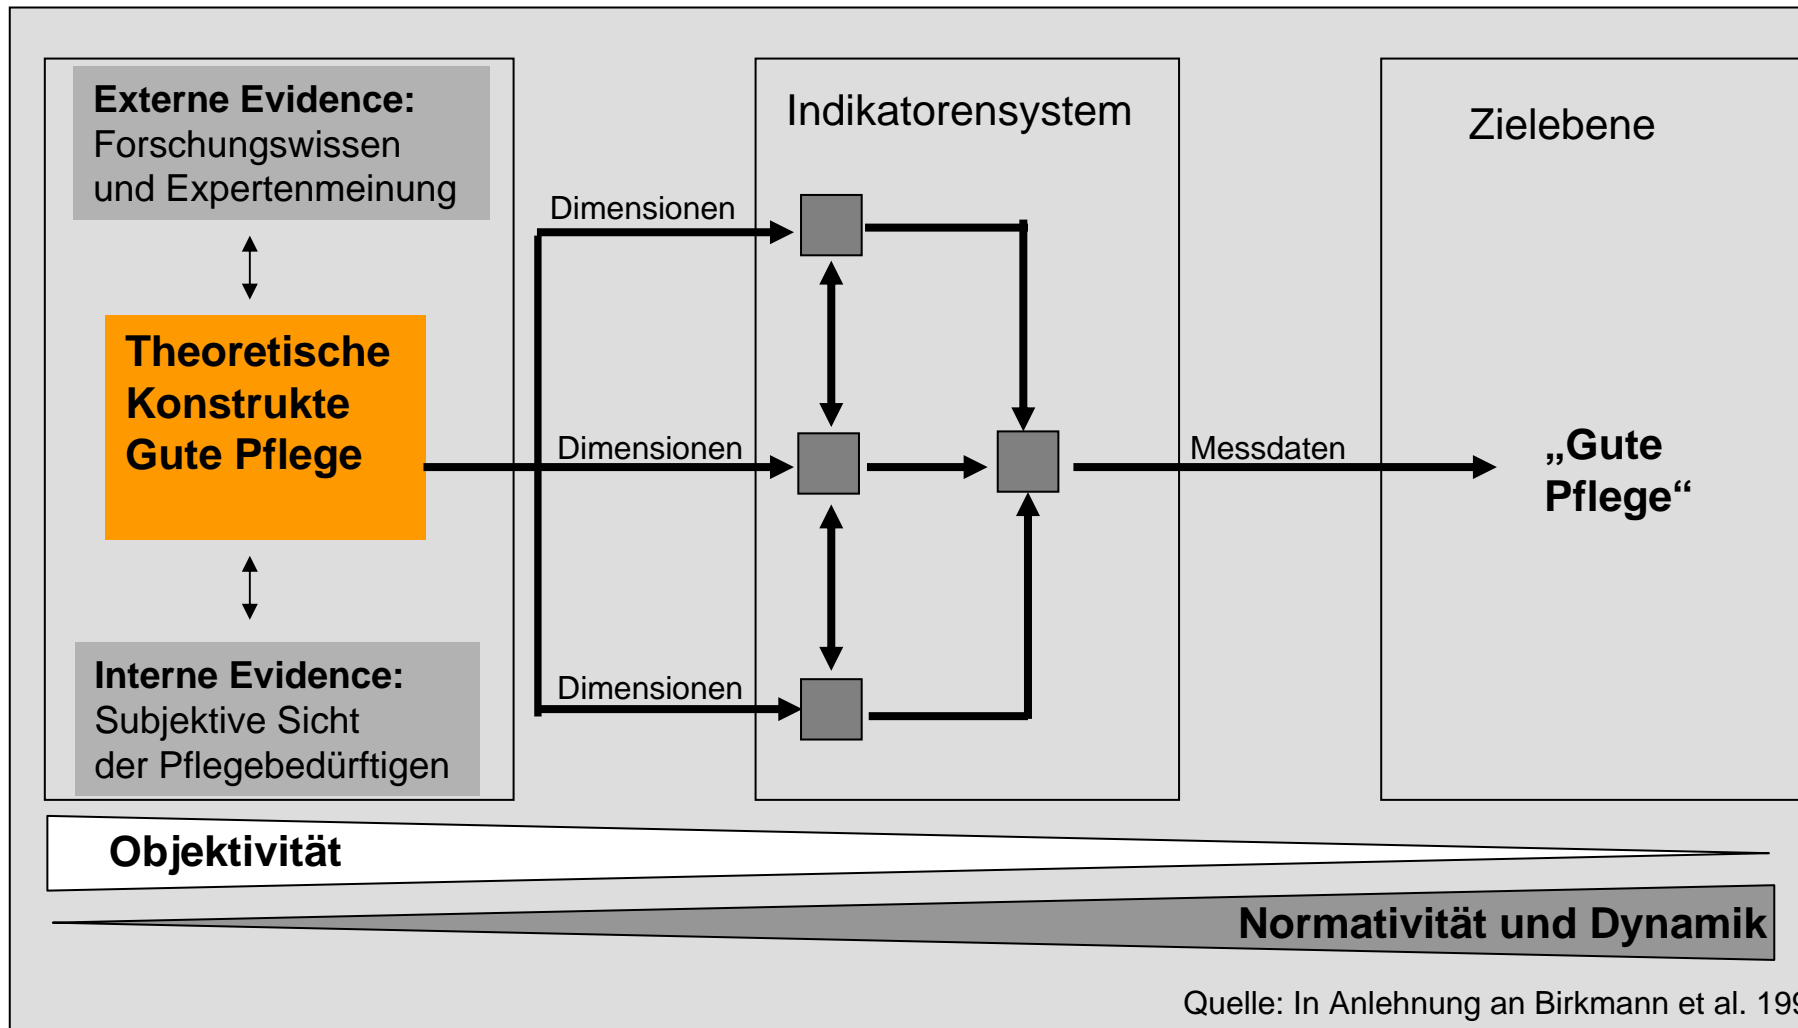 Externe Evidence:
Forschungswissen
und Expertenmeinung
Theoretische
Konstrukte
Gute Pflege
Interne Evidence:
Subjektive Sicht
der Pflegebedürftigen
Dimensionen
Dimensionen
Dimensionen
Indikatorensystem
Messdaten
Zielebene
„Gute
Pflege“
Objektivität
Normativität und Dynamik
Quelle: In Anlehnung an Birkmann et al.